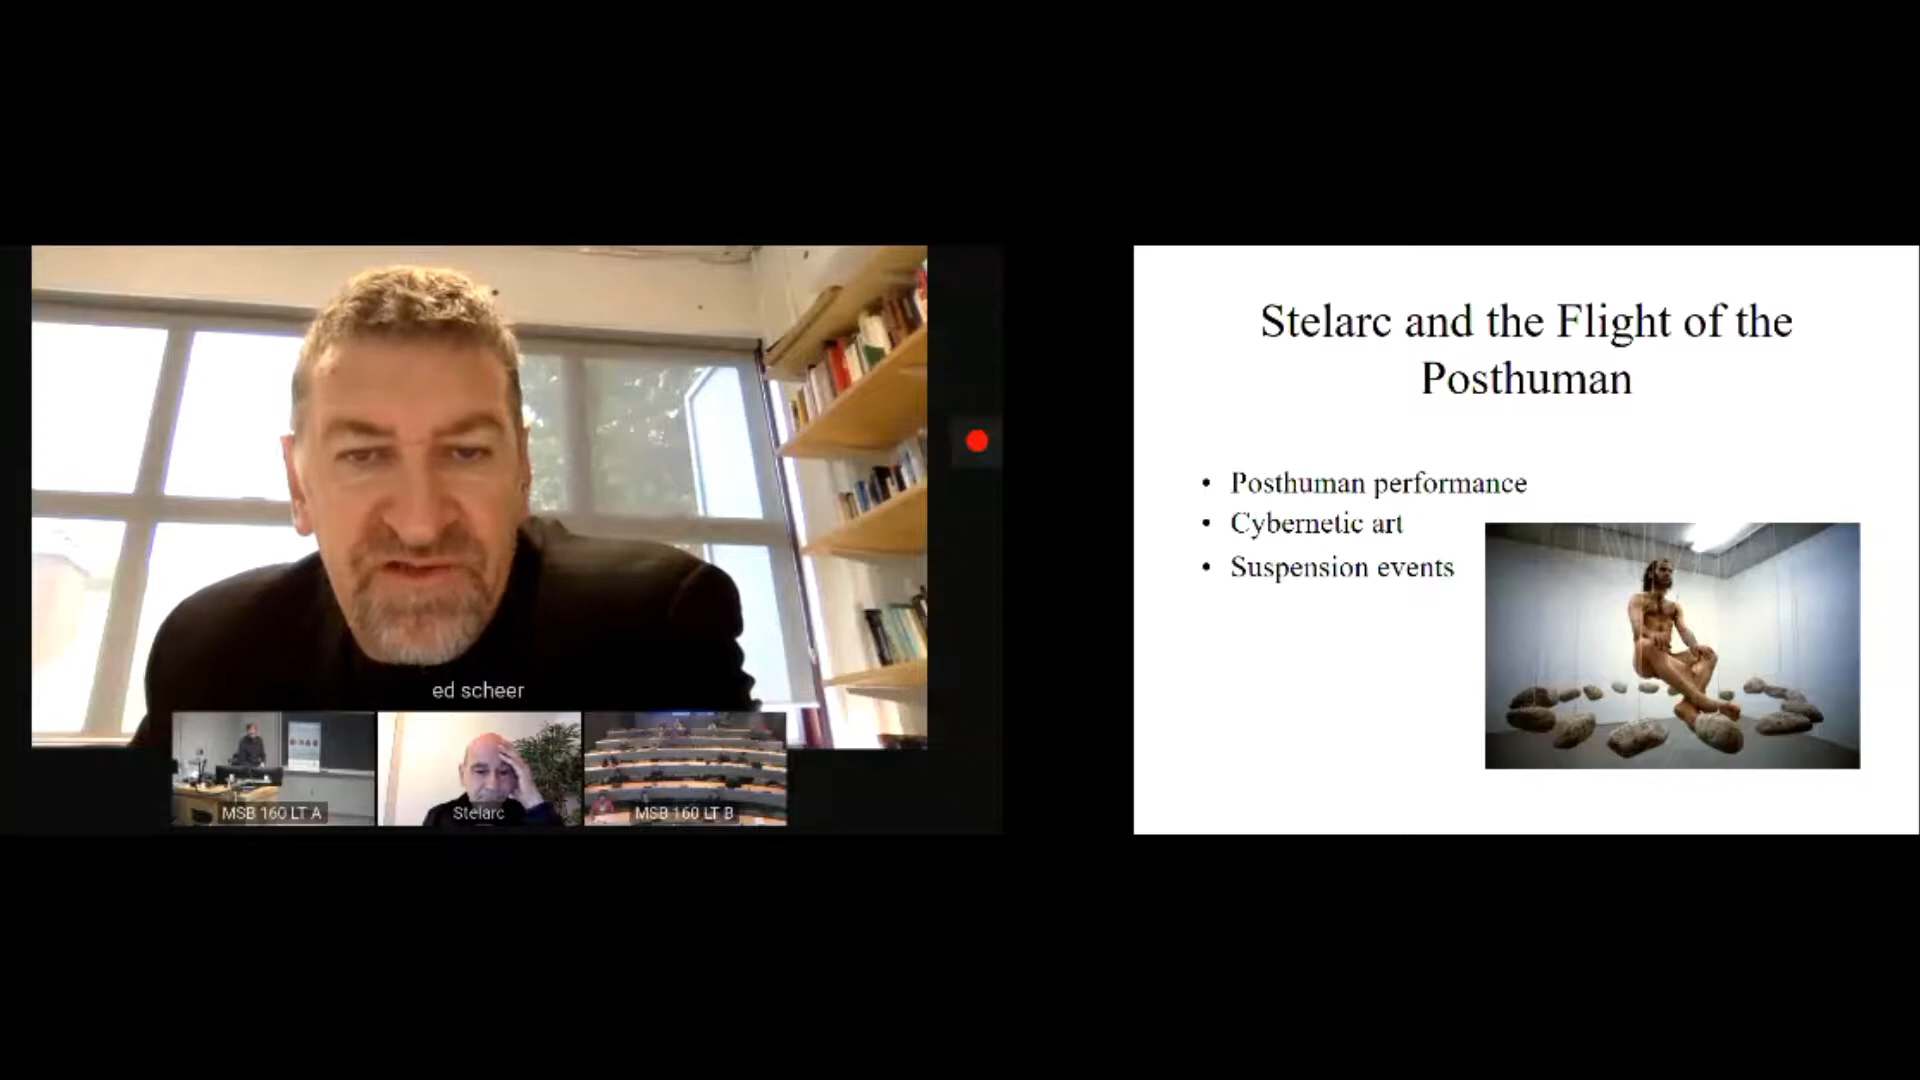 ed scheer
MSB 160 LT A
Stelarc
MSB 160 LT B
Stelarc and the Flight of the
Posthuman
• Posthuman performance
• Cybernetic art
• Suspension events